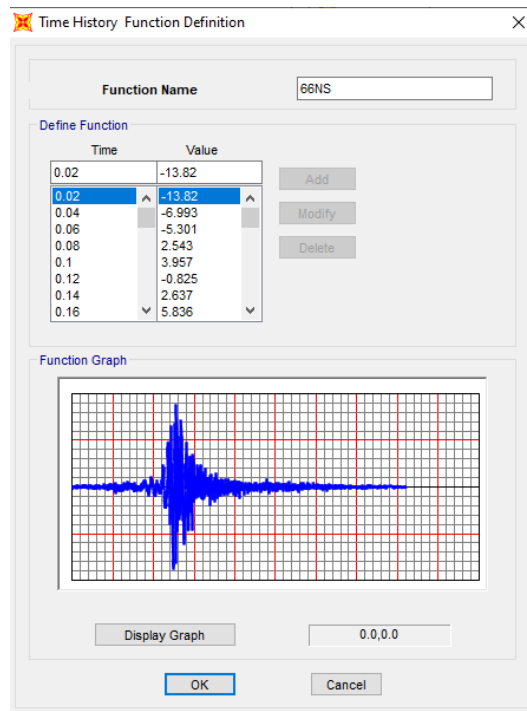 Time History Function Definition
Function Name 66NS
Define Function
Time Value
0.02 -13.82 Add
0.02 -13.82
0.04 -6.993 Modify
0.06 -5.301
0.08 2.543 Delete
0.1 3.957
0.12 -0.825
0.14 2.637
0.16 5.836
Function Graph
Display Graph 0.0,0.0
OK Cancel